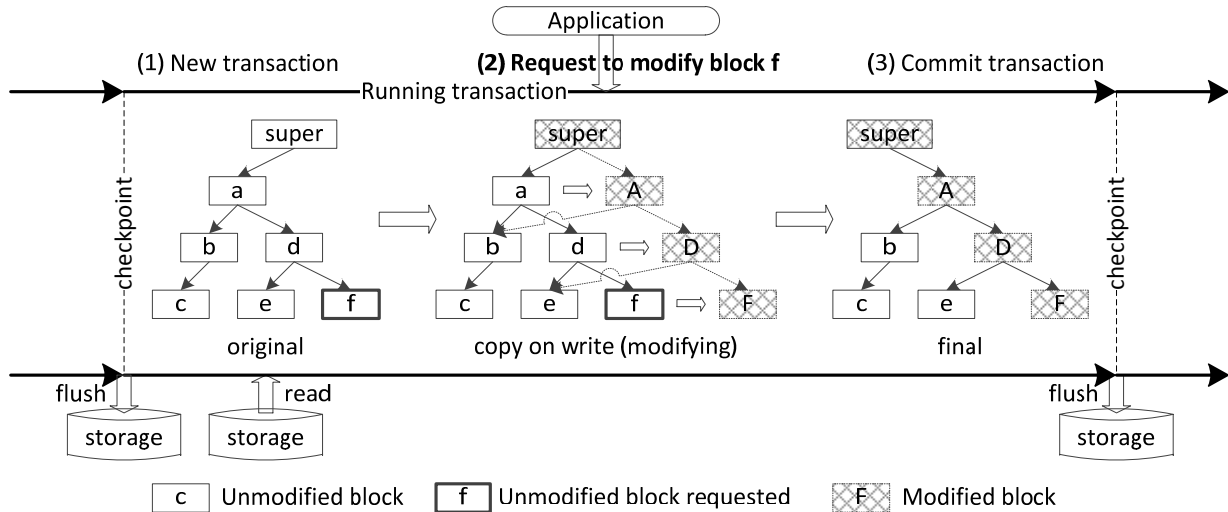 Application
(1) New transaction
(2) Request to modify block f
(3) Commit transaction
Running transaction
checkpoint
super
a
b
d
c
e
f
original
super
a
A
b
d
D
c
e
f
F
copy on write (modifying)
super
A
b
D
c
e
F
final
checkpoint
flush
read
flush
storage
storage
storage
c Unmodified block
f Unmodified block requested
F Modified block